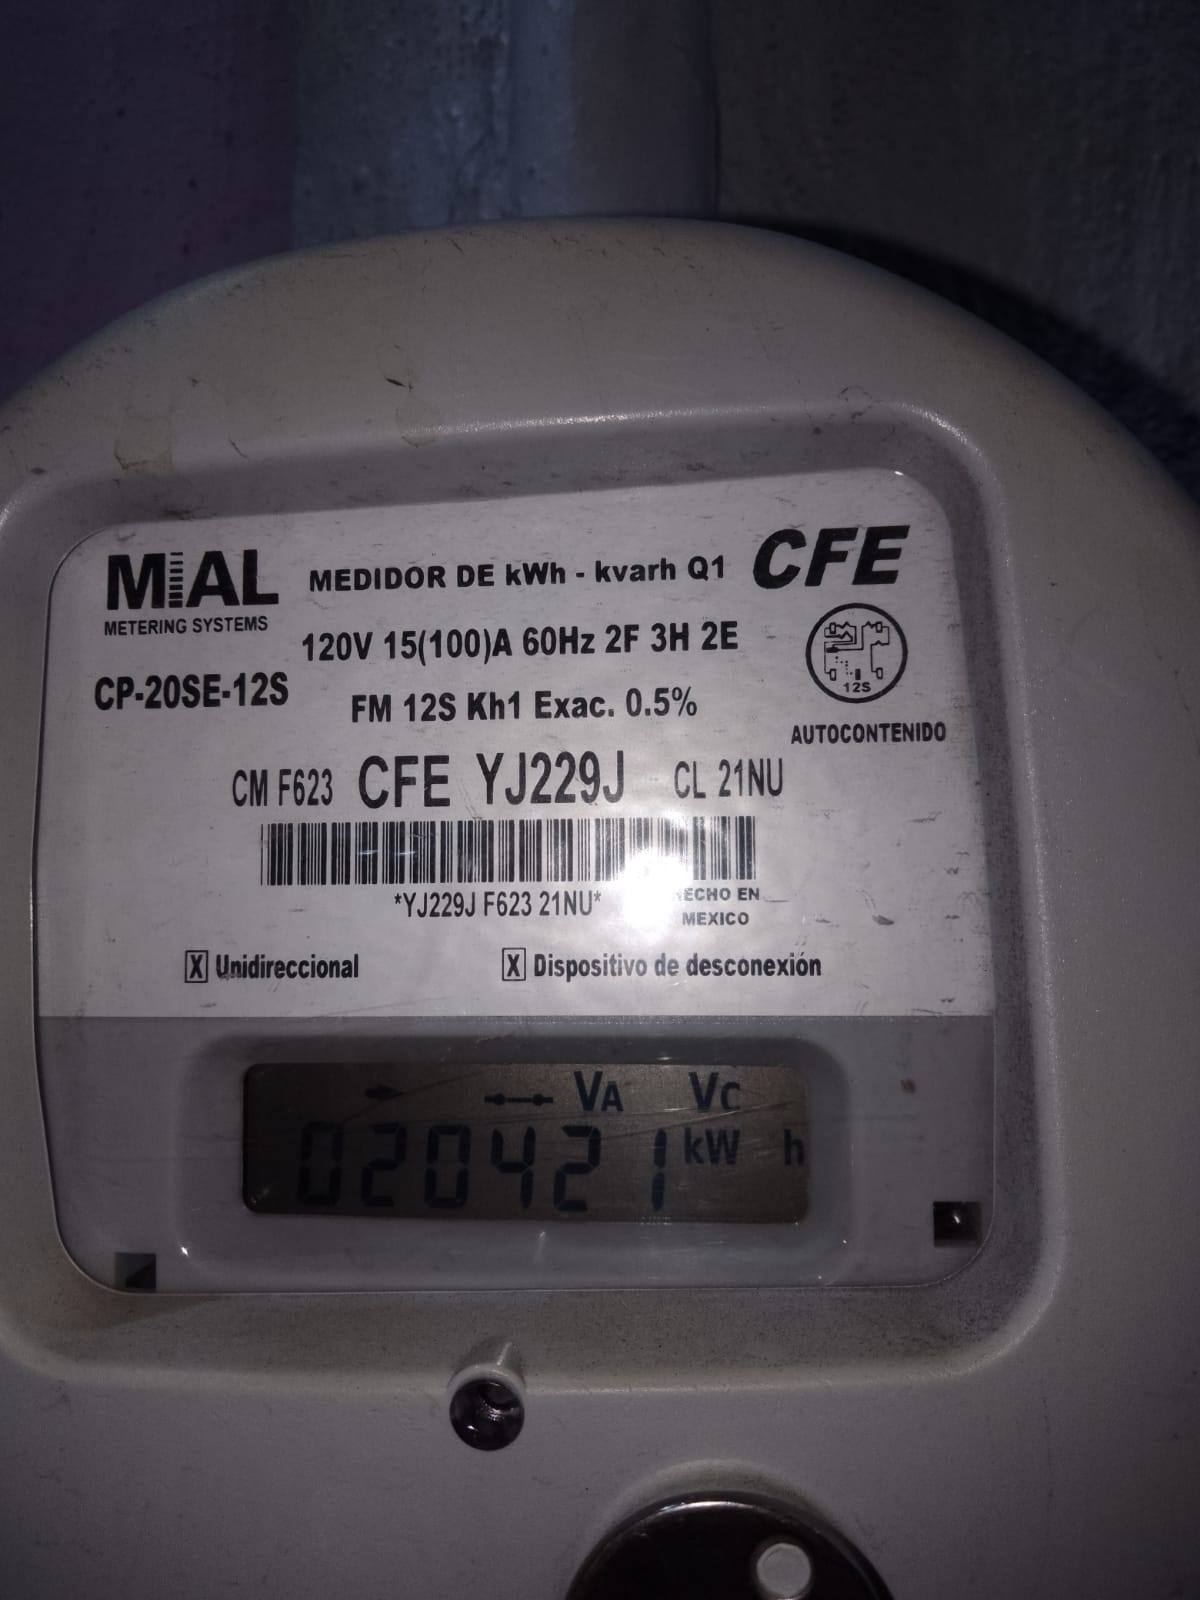 MIAL
METERING SYSTEMS
MEDIDOR DE kWh - kvarh Q1
CFE
120V 15(100)A 60Hz 2F 3H 2E
CP-20SE-12S
FM 12S Kh1 Exac. 0.5%
12S
AUTOCONTENIDO
CM F623 CFE YJ229J CL 21NU
*YJ229J F623 21NU*
HECHO EN
MEXICO
X Unidireccional
X Dispositivo de desconexión
VA VC
020421 kW h